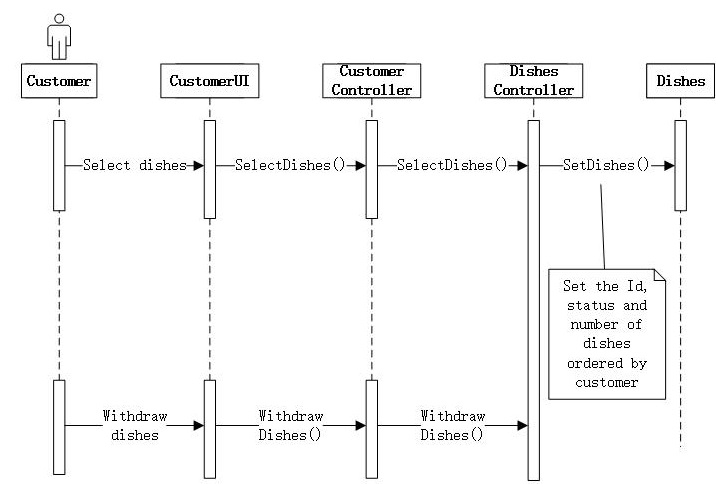 Customer
CustomerUI
Customer
Controller
Dishes
Controller
Dishes
Select dishes
SelectDishes()
SelectDishes()
SetDishes()
Set the Id,
status and
number of
dishes
ordered by
customer
Withdraw
dishes
Withdraw
Dishes()
Withdraw
Dishes()